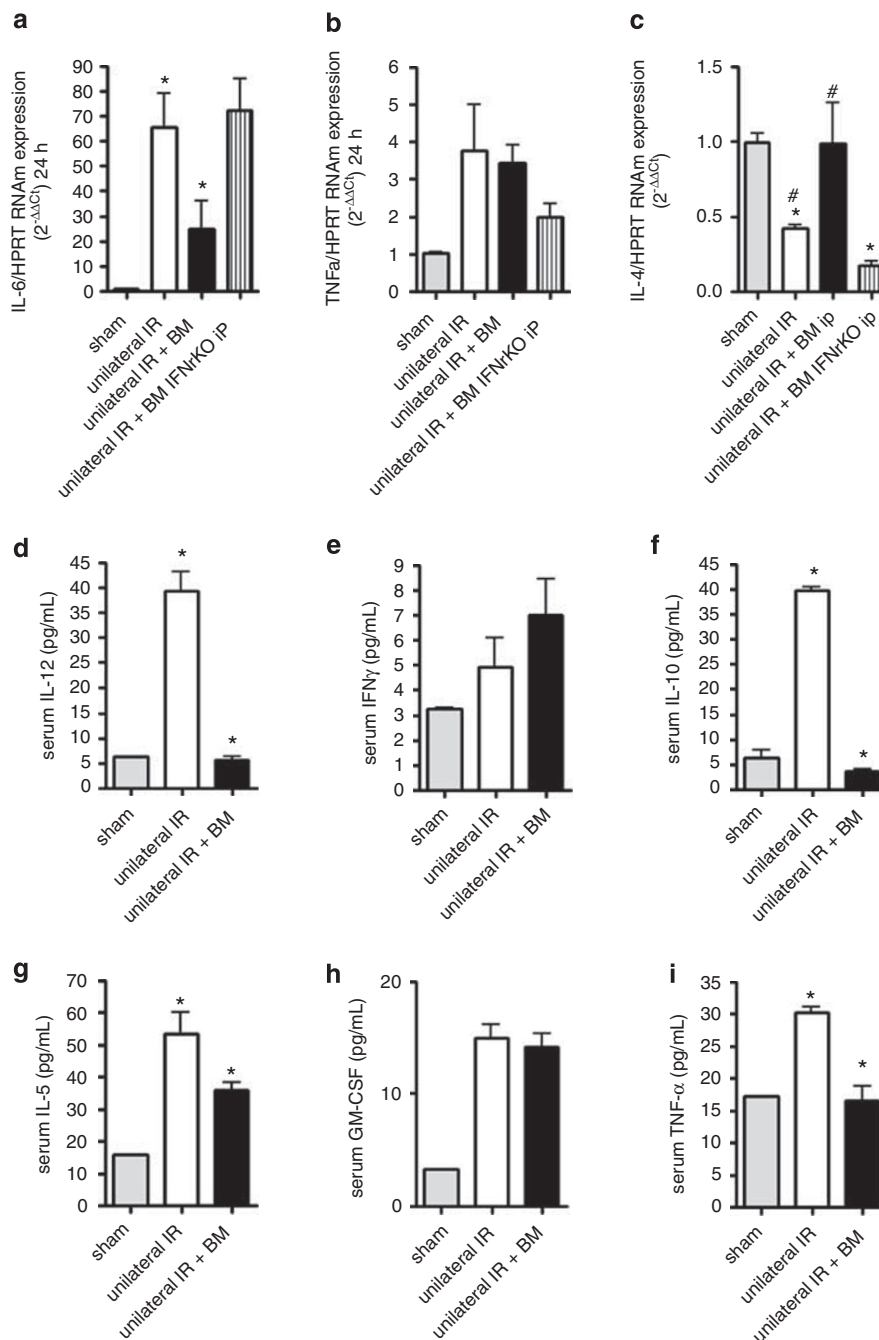 a
IL-6/HPRT RNAm expression
(2-ΔΔCt) 24 h
90
80
70
60
50
40
30
20
10
0
*
*
sham
unilateral IR
unilateral IR + BM
unilateral IR + BM IFNrKO iP
b
TNFa/HPRT RNAm expression
(2-ΔΔCt) 24 h
6
5
4
3
2
1
0
sham
unilateral IR
unilateral IR + BM
unilateral IR + BM IFNrKO iP
c
IL-4/HPRT RNAm expression
(2-ΔΔCt)
1.5
1.0
0.5
0.0
#
*
#
*
sham
unilateral IR
unilateral IR + BM ip
unilateral IR + BM IFNrKO ip
d
serum IL-12 (pg/mL)
45
40
35
30
25
20
15
10
5
0
*
*
sham
unilateral IR
unilateral IR + BM
e
serum IFNγ (pg/mL)
9
8
7
6
5
4
3
2
1
0
sham
unilateral IR
unilateral IR + BM
f
serum IL-10 (pg/mL)
45
40
35
30
25
20
15
10
5
0
*
*
sham
unilateral IR
unilateral IR + BM
g
serum IL-5 (pg/mL)
70
60
50
40
30
20
10
0
*
*
sham
unilateral IR
unilateral IR + BM
h
serum GM-CSF (pg/mL)
20
10
0
sham
unilateral IR
unilateral IR + BM
i
serum TNF-α (pg/mL)
35
30
25
20
15
10
5
0
*
*
sham
unilateral IR
unilateral IR + BM